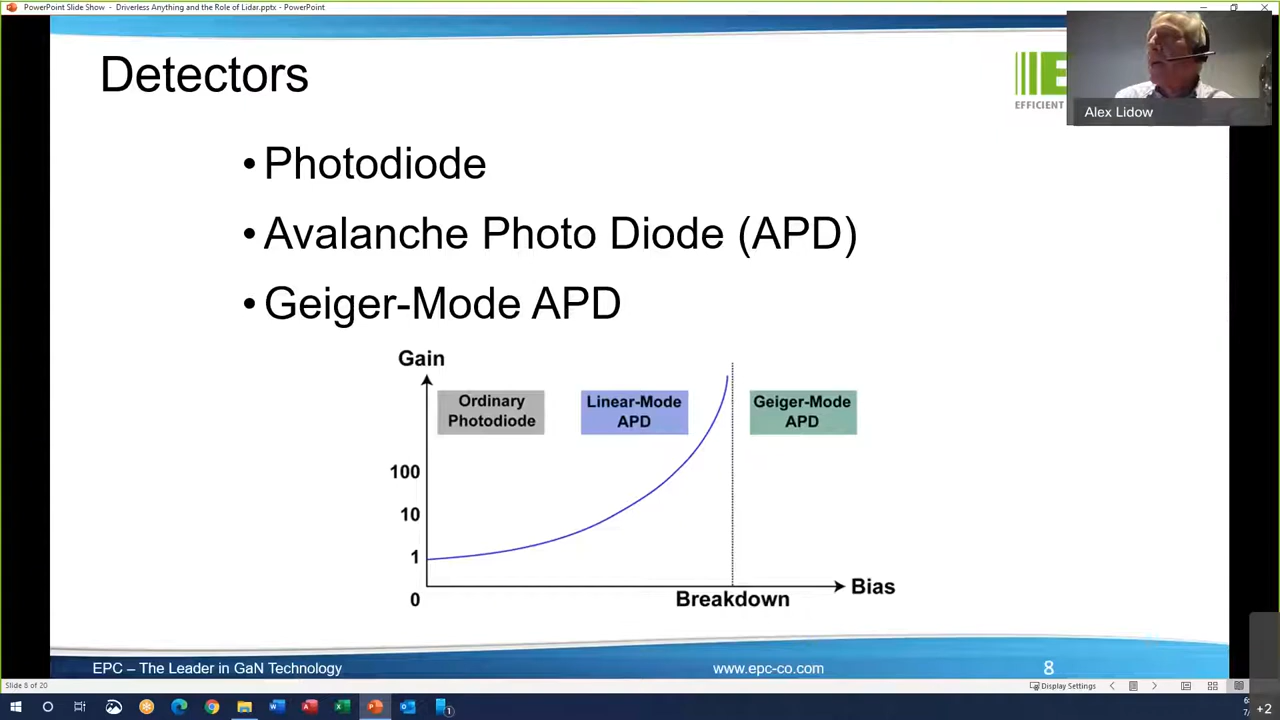 PowerPoint Slide Show - Driverless Anything and the Role of Lidar.pptx - PowerPoint
Detectors
EFFICIENT
Alex Lidow
• Photodiode
• Avalanche Photo Diode (APD)
• Geiger-Mode APD
Gain
Ordinary
Photodiode
Linear-Mode
APD
Geiger-Mode
APD
100
10
1
0
Breakdown
Bias
EPC – The Leader in GaN Technology
www.epc-co.com
8
Slide 8 of 20
Display Settings
+2